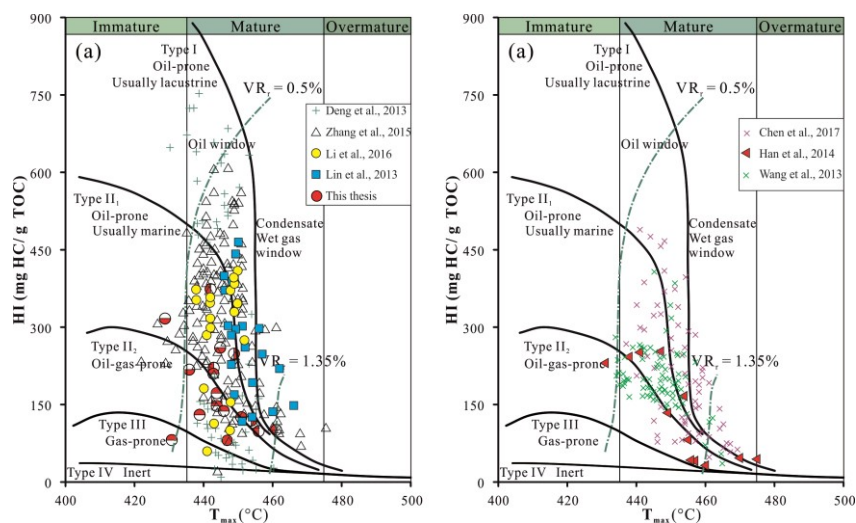 Immature
Mature
Overmature
(a)
Type I
Oil-prone
Usually lacustrine
VRr = 0.5%
Deng et al., 2013
Zhang et al., 2015
Li et al., 2016
Lin et al., 2013
This thesis
Oil window
Type II1
Oil-prone
Usually marine
Condensate
Wet gas
window
Type II2
Oil-gas-prone
VRr = 1.35%
Type III
Gas-prone
Type IV Inert
HI (mg HC/ g TOC)
900
750
600
450
300
150
0
400
420
440
460
480
500
Tmax (°C)
Immature
Mature
Overmature
(a)
Type I
Oil-prone
Usually lacustrine
VRr = 0.5%
Oil window
Chen et al., 2017
Han et al., 2014
Wang et al., 2013
Type II1
Oil-prone
Usually marine
Condensate
Wet gas
window
Type II2
Oil-gas-prone
VRr = 1.35%
Type III
Gas-prone
Type IV Inert
HI (mg HC/ g TOC)
900
750
600
450
300
150
0
400
420
440
460
480
500
Tmax (°C)